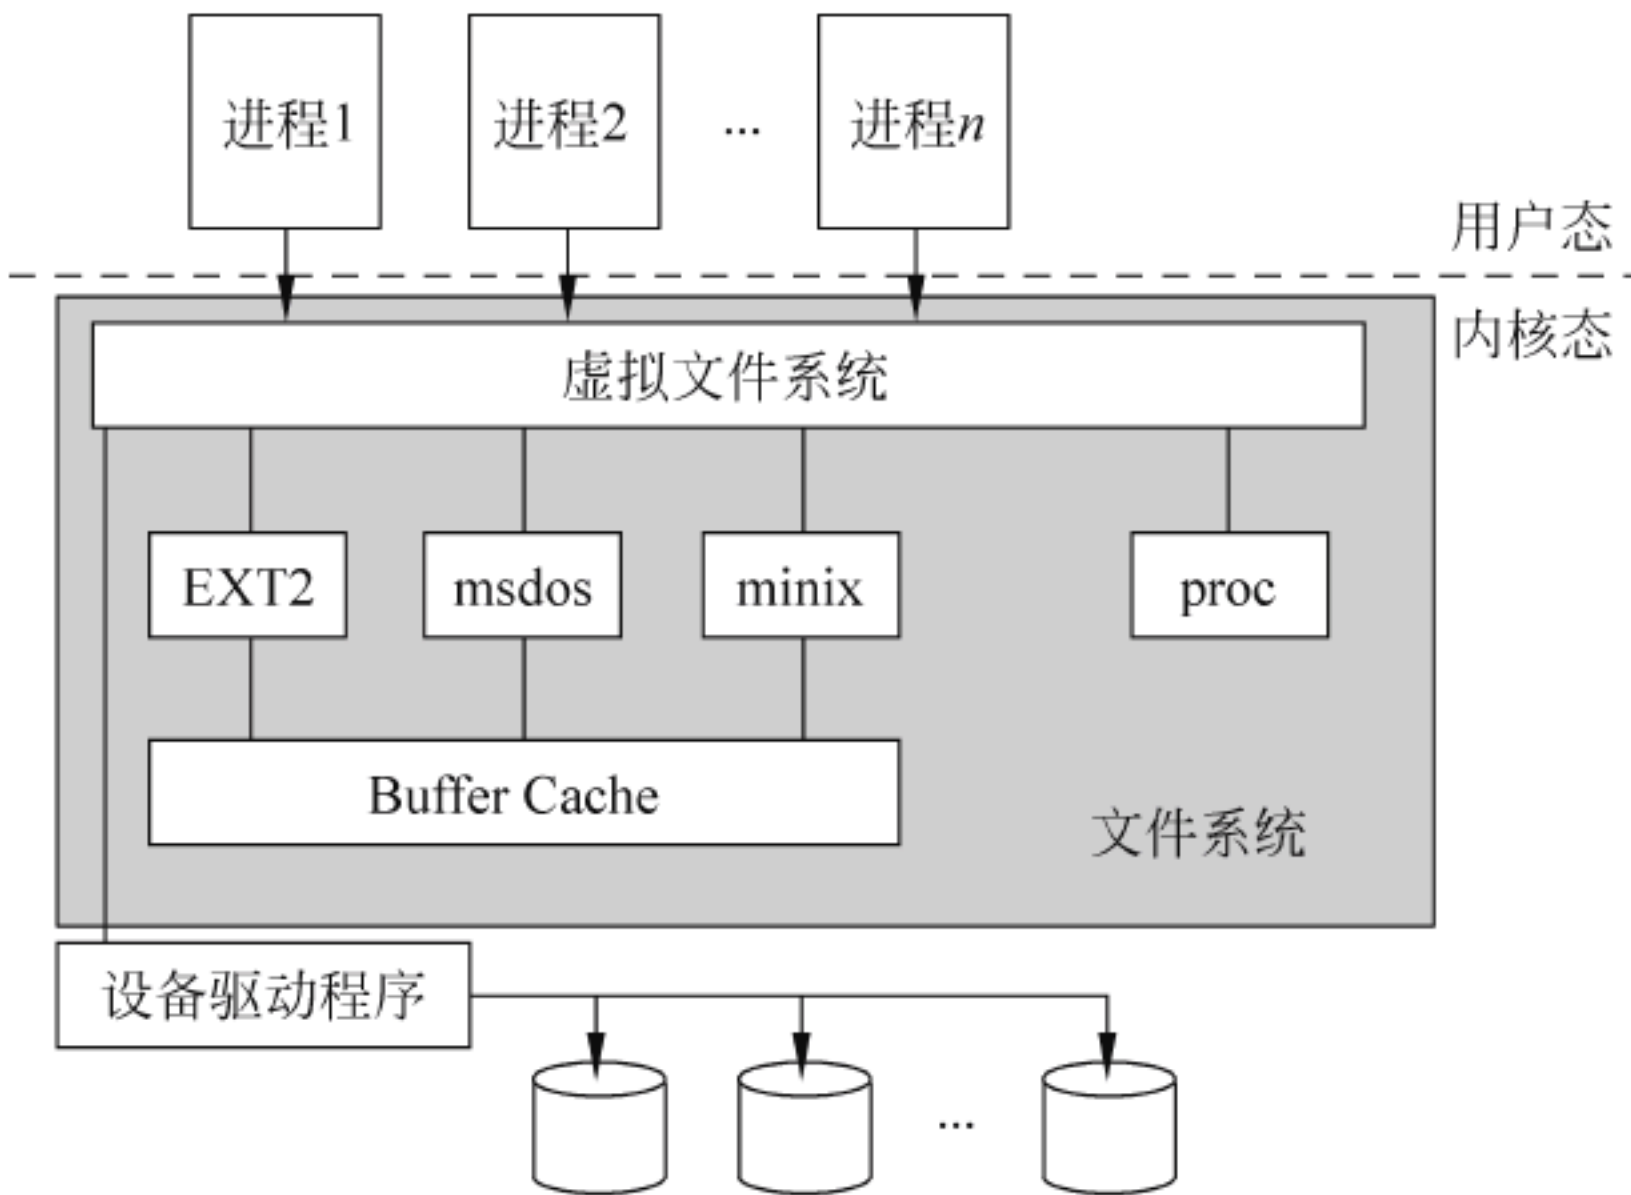 进程1
进程2
...
进程n
用户态
内核态
虚拟文件系统
EXT2
msdos
minix
proc
Buffer Cache
文件系统
设备驱动程序
...